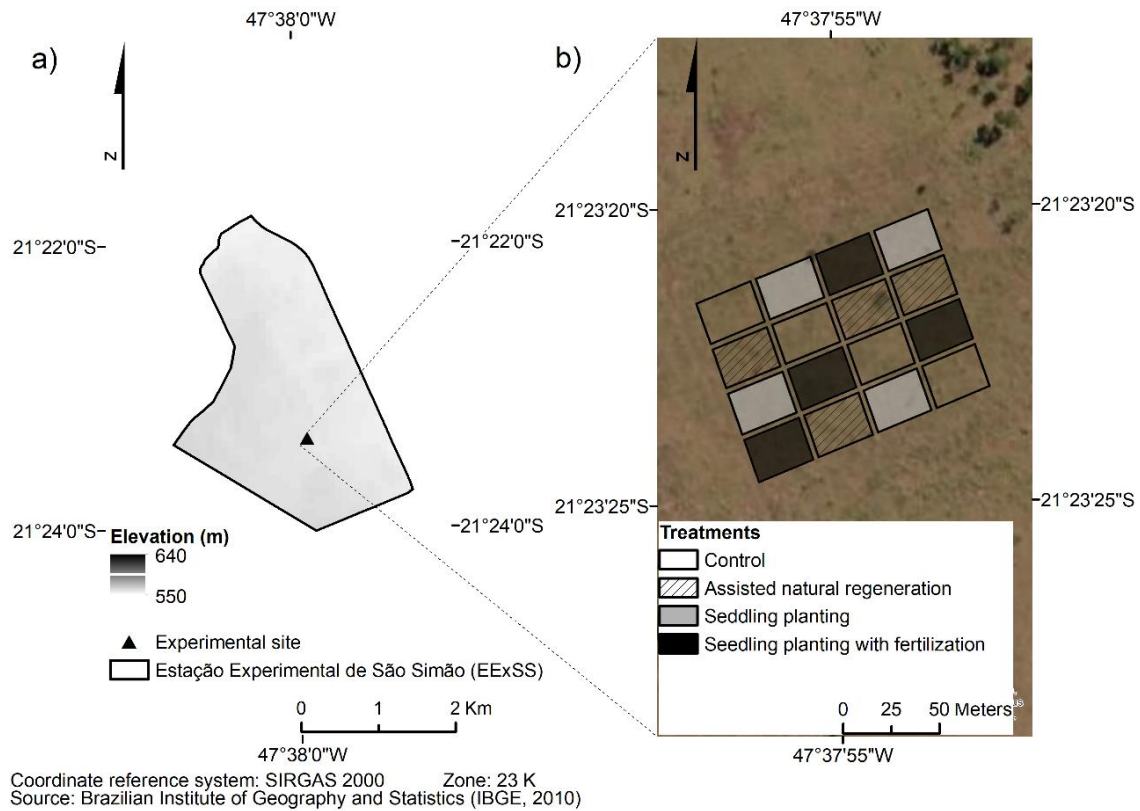 47°38'0"W
47°37'55"W
a)
b)
N
N
21°23'20"S
21°23'20"S
21°22'0"S
21°22'0"S
21°23'25"S
21°23'25"S
21°24'0"S
21°24'0"S
Elevation (m)
640
550
Experimental site
Estação Experimental de São Simão (EExSS)
0 1 2 Km
47°38'0"W
Treatments
Control
Assisted natural regeneration
Seddling planting
Seedling planting with fertilization
0 25 50 Meters
47°37'55"W
Coordinate reference system: SIRGAS 2000 Zone: 23 K
Source: Brazilian Institute of Geography and Statistics (IBGE, 2010)